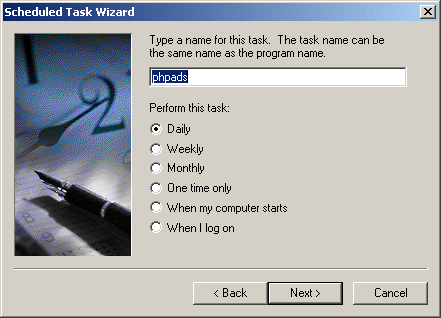 Scheduled Task Wizard
Type a name for this task.  The task name can be
the same name as the program name.
phpads
Perform this task:
Daily
Weekly
Monthly
One time only
When my computer starts
When I log on
< Back
Next >
Cancel